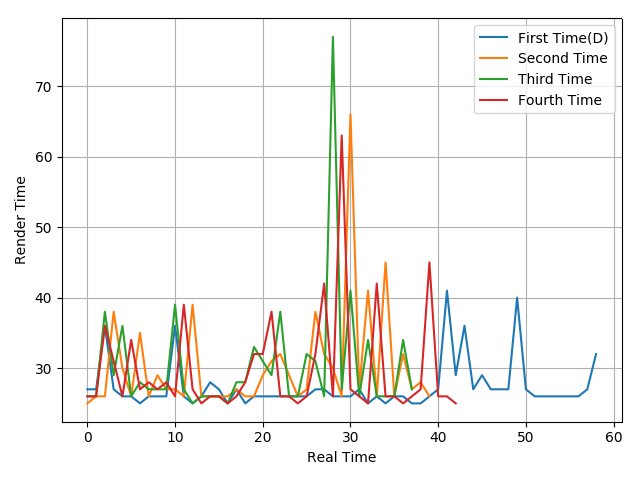 First Time(D)
Second Time
Third Time
Fourth Time
70
60
50
40
30
Render Time
0 10 20 30 40 50 60
Real Time